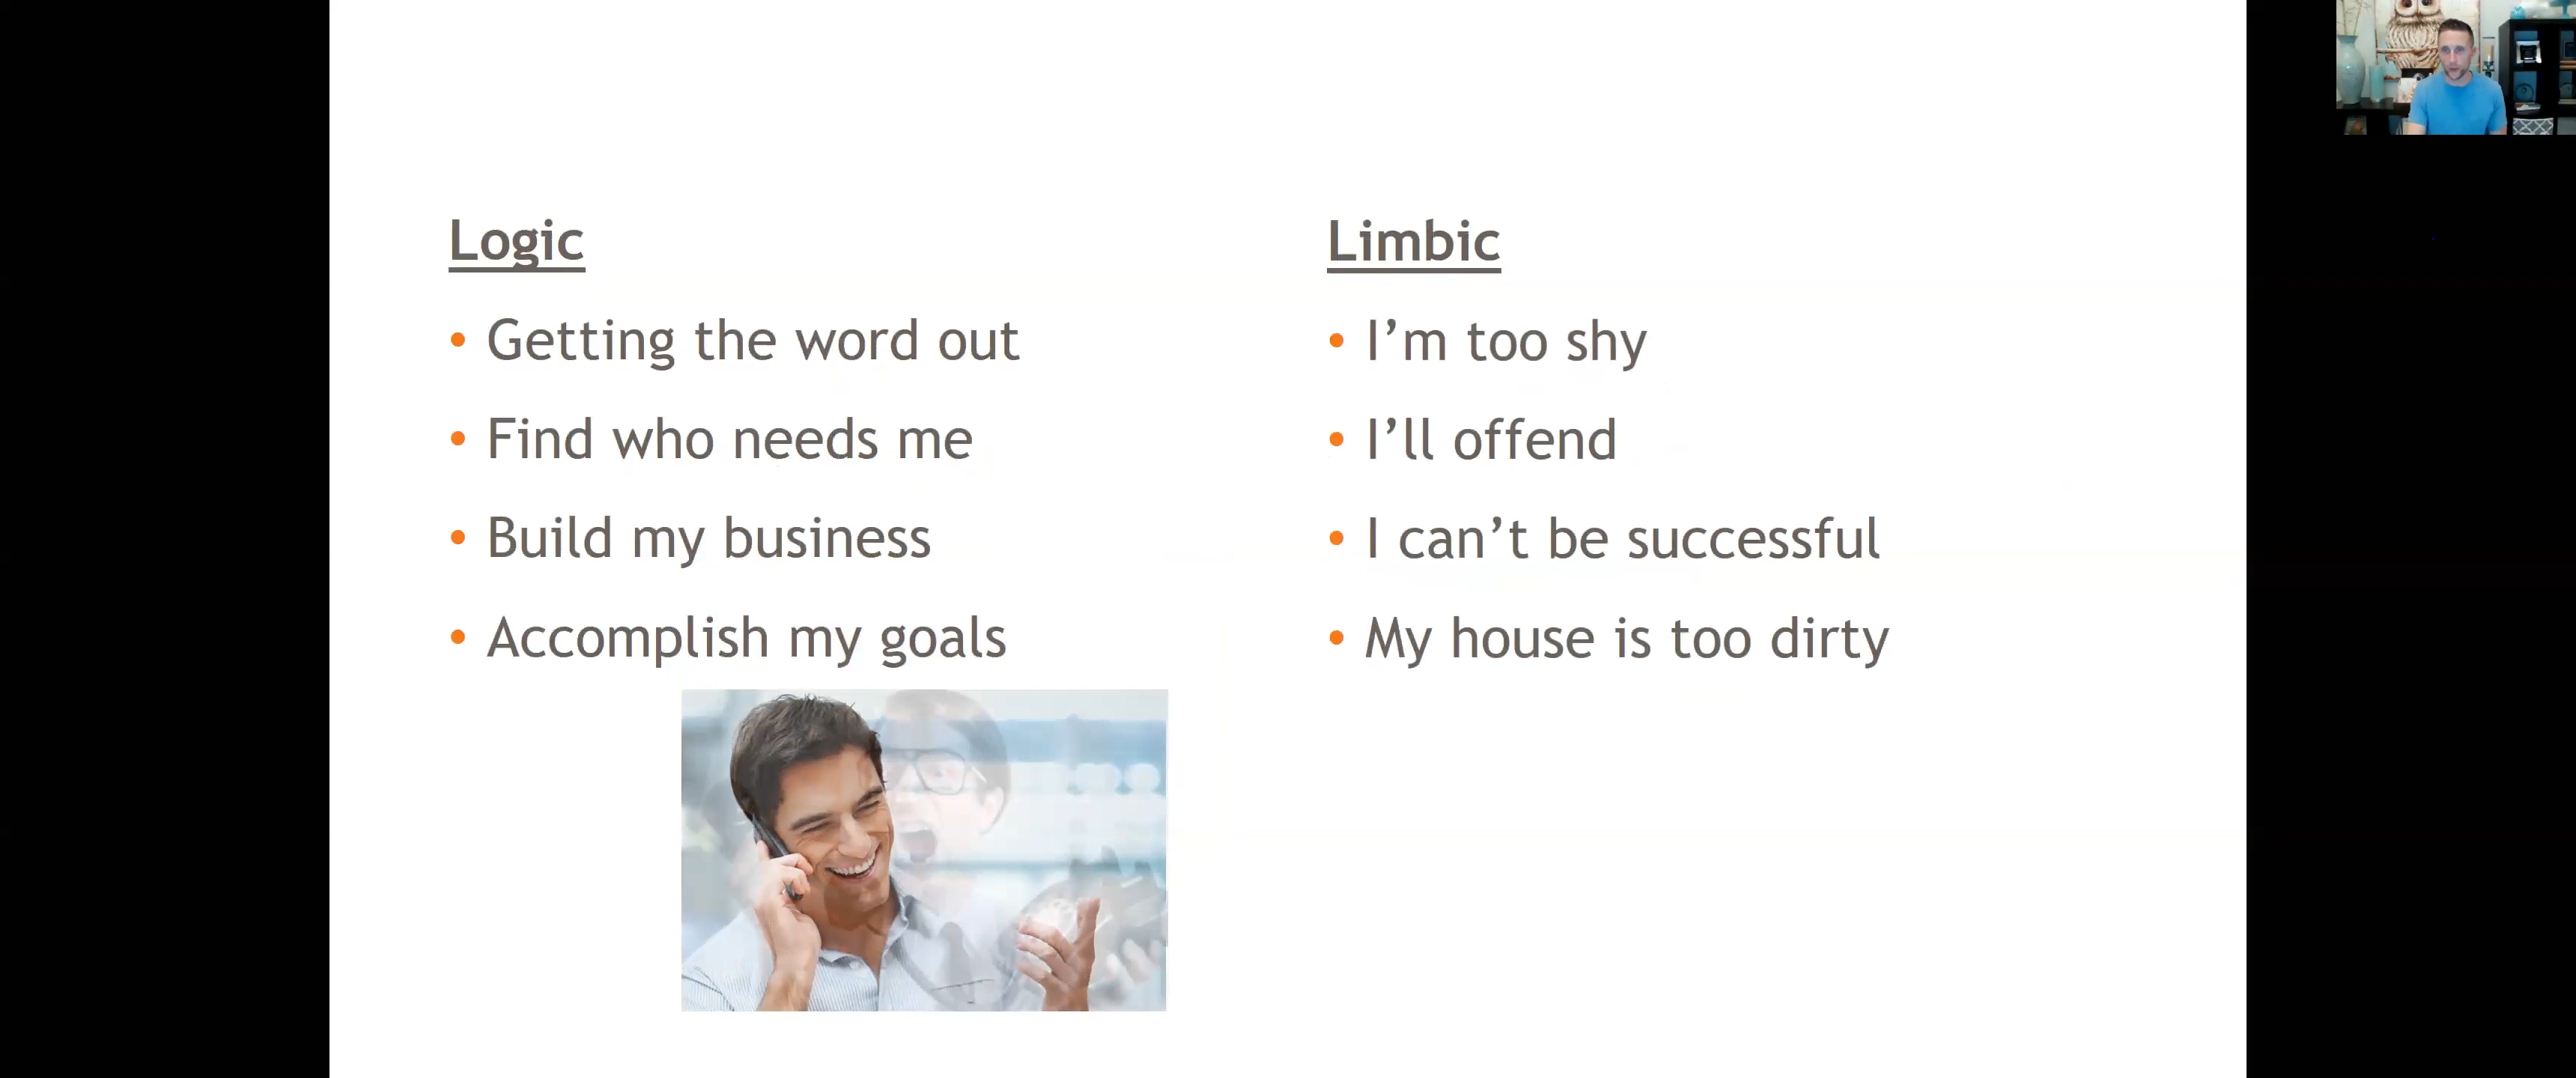 Logic
• Getting the word out
• Find who needs me
• Build my business
• Accomplish my goals
Limbic
• I’m too shy
• I’ll offend
• I can’t be successful
• My house is too dirty